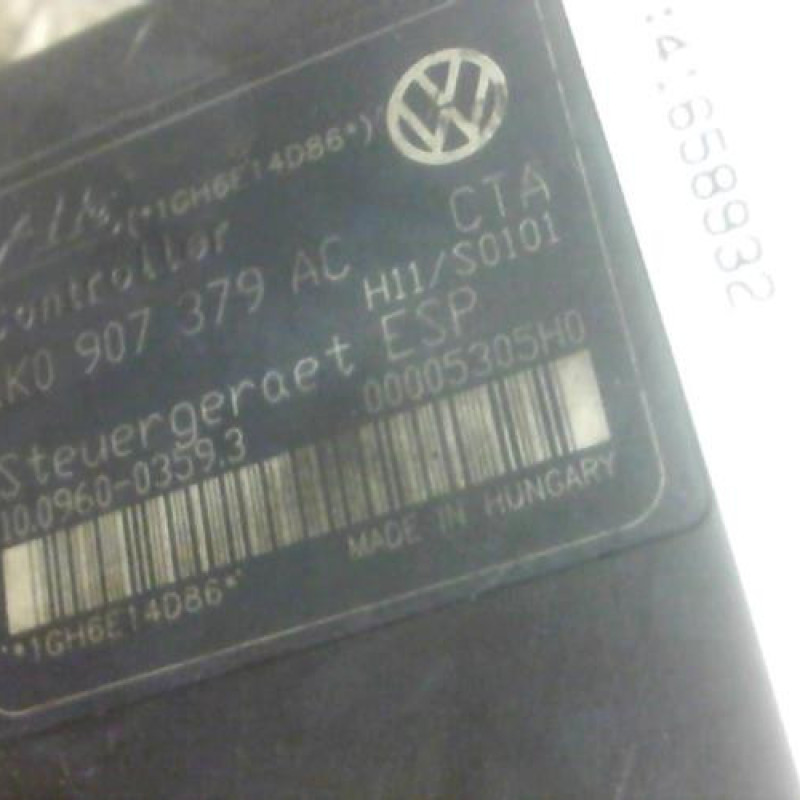 (*1GH6E14D86*)
Controller CTA
K0 907 379 AC H11/S0101
Steuergeraet ESP
10.0960-0359.3 00005305H0
MADE IN HUNGARY
*1GH6E14D86*
:4:658932